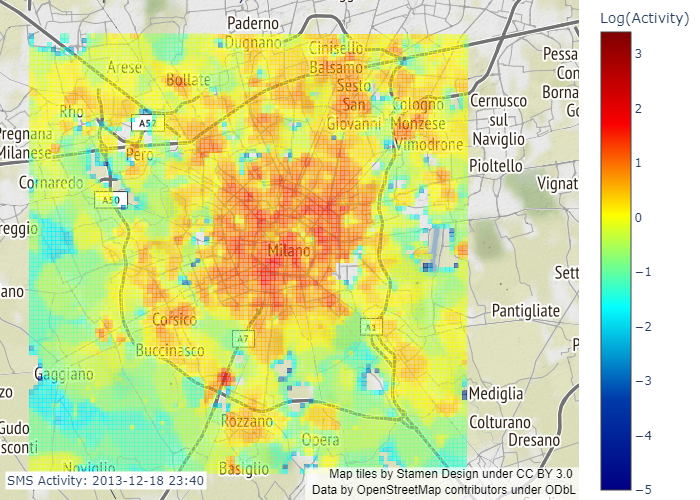 Log(Activity)
3
2
1
0
−1
−2
−3
−4
−5
Paderno
Dugnano
Cinisello
Balsamo
Arese
Bollate
Sesto
San
Giovanni
Cologno
Monzese
Vimodrone
Pessa
Con
Borna
Go
Cernusco
sul
Naviglio
Rho
A52
Pero
Pregnana
Milanese
Cornaredo
A50
Pioltello
Vignat
reggio
Milano
Sett
ano
Corsico
A7
A1
Pantigliate
Buccinasco
P
Gaggiano
zo
Mediglia
Rozzano
Colturano
Gudo
sconti
Opera
Dresano
Noviglio
Basiglio
SMS Activity: 2013-12-18 23:40
Map tiles by Stamen Design under CC BY 3.0
Data by OpenStreetMap contributors under ODbL